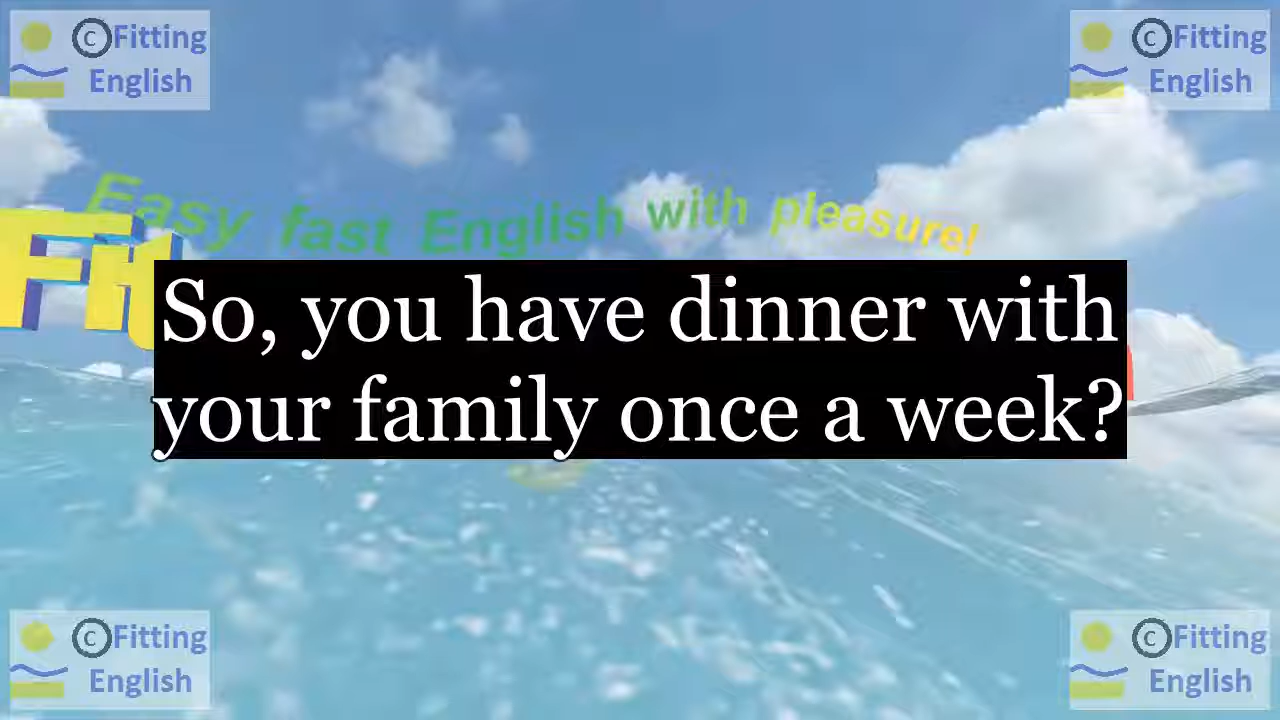 ©Fitting
English
©Fitting
English
Easy fast English with pleasure!
Fit
So, you have dinner with
your family once a week?
©Fitting
English
©Fitting
English